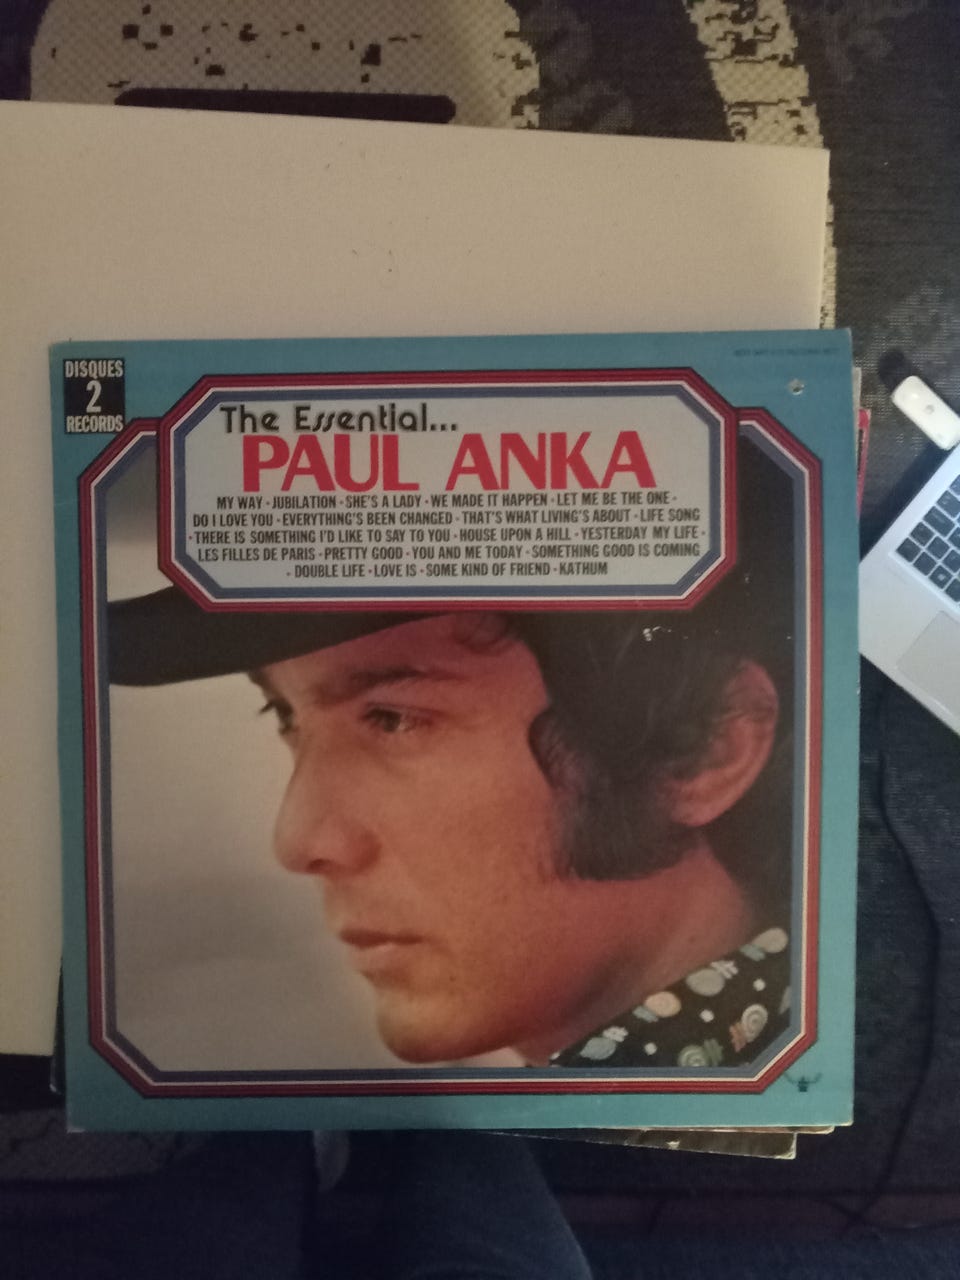 DISQUES
2
RECORDS
The Essential...
PAUL ANKA
MY WAY • JUBILATION • SHE'S A LADY • WE MADE IT HAPPEN • LET ME BE THE ONE •
DO I LOVE YOU • EVERYTHING'S BEEN CHANGED • THAT'S WHAT LIVING'S ABOUT • LIFE SONG
• THERE IS SOMETHING I'D LIKE TO SAY TO YOU • HOUSE UPON A HILL • YESTERDAY MY LIFE •
LES FILLES DE PARIS • PRETTY GOOD • YOU AND ME TODAY • SOMETHING GOOD IS COMING
• DOUBLE LIFE • LOVE IS • SOME KIND OF FRIEND • KATHUM